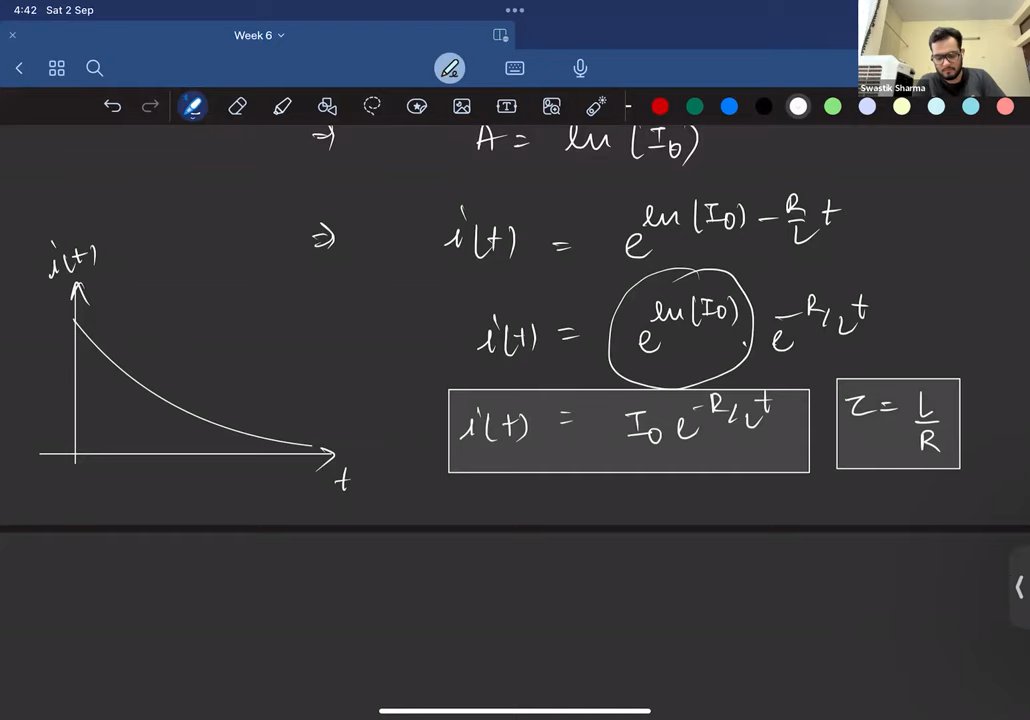 4:42 Sat 2 Sep
Week 6
Swastik Sharma
⇒ A = ln(I₀)
⇒ i(t) = e^{ln(I₀) - R/L t}
i(t)
i(t) = e^{ln(I₀)} . e^{-R/L t}
i(t) = I₀ e^{-R/L t}
τ = L/R
t